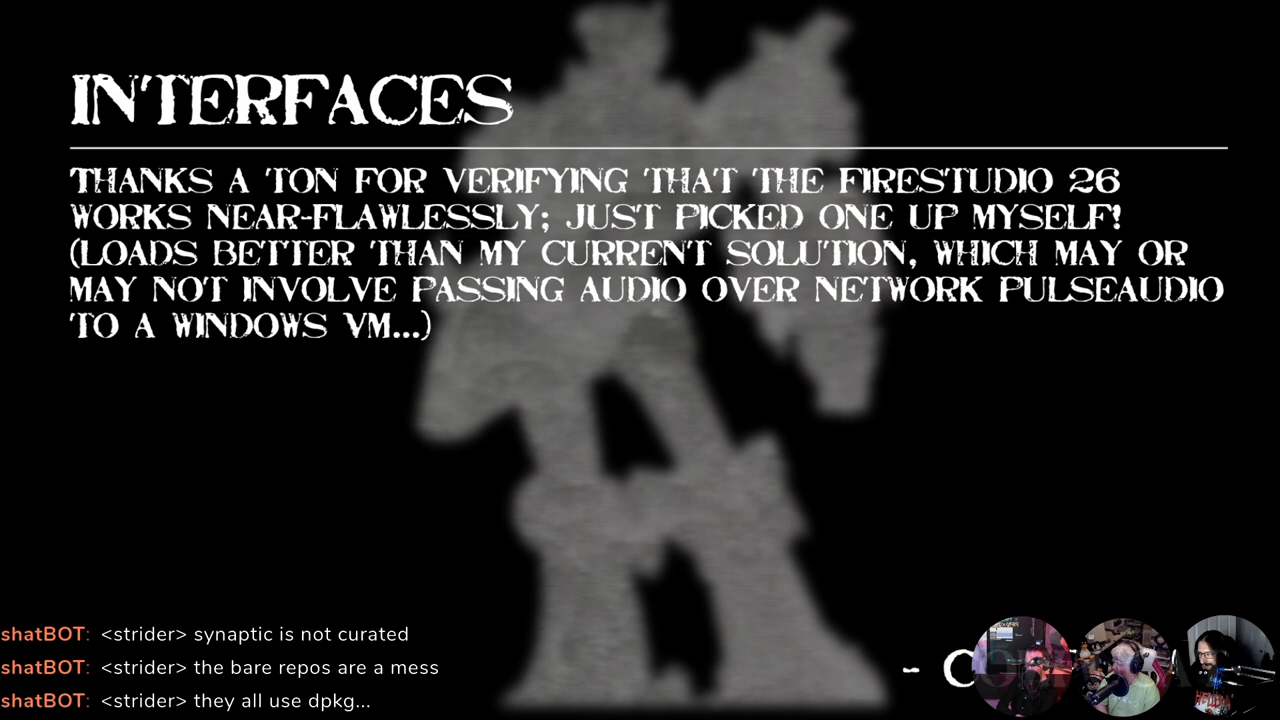 INTERFACES
THANKS A TON FOR VERIFYING THAT THE FIRESTUDIO 26
WORKS NEAR-FLAWLESSLY; JUST PICKED ONE UP MYSELF!
(LOADS BETTER THAN MY CURRENT SOLUTION, WHICH MAY OR
MAY NOT INVOLVE PASSING AUDIO OVER NETWORK PULSEAUDIO
TO A WINDOWS VM...)
shatBOT: <strider> synaptic is not curated
shatBOT: <strider> the bare repos are a mess
shatBOT: <strider> they all use dpkg...